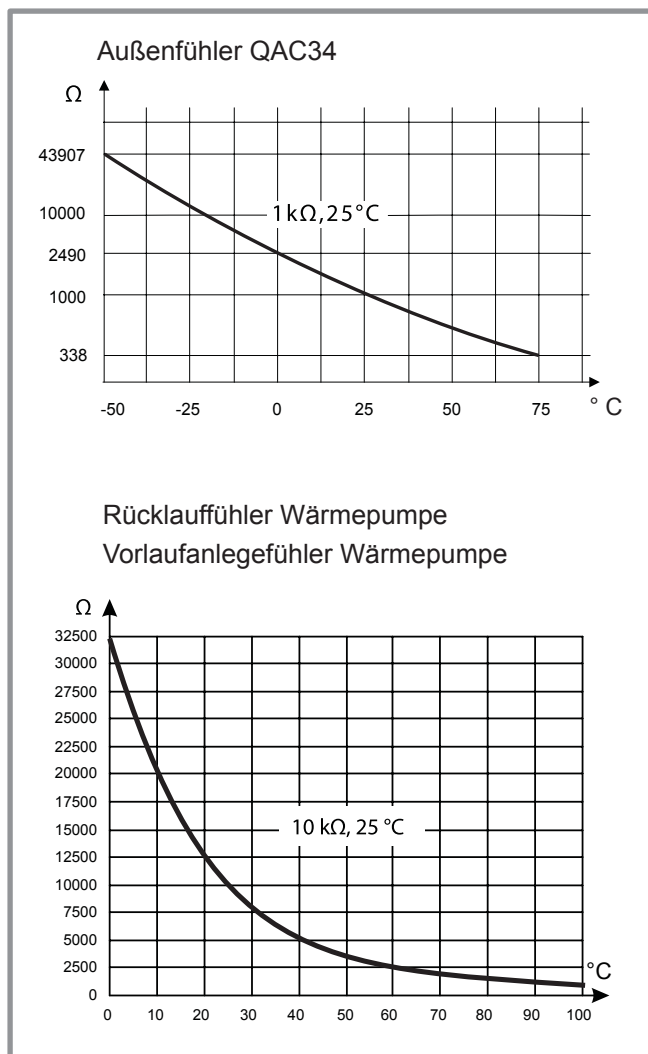 Außenfühler QAC34
Ω
43907
10000
2490
1000
338
1 kΩ, 25 °C
-50 -25 0 25 50 75 ° C
Rücklauffühler Wärmepumpe
Vorlaufanlegefühler Wärmepumpe
Ω
32500
30000
27500
25000
22500
20000
17500
15000
12500
10000
7500
5000
2500
0
10 kΩ, 25 °C
°C
0 10 20 30 40 50 60 70 80 90 100